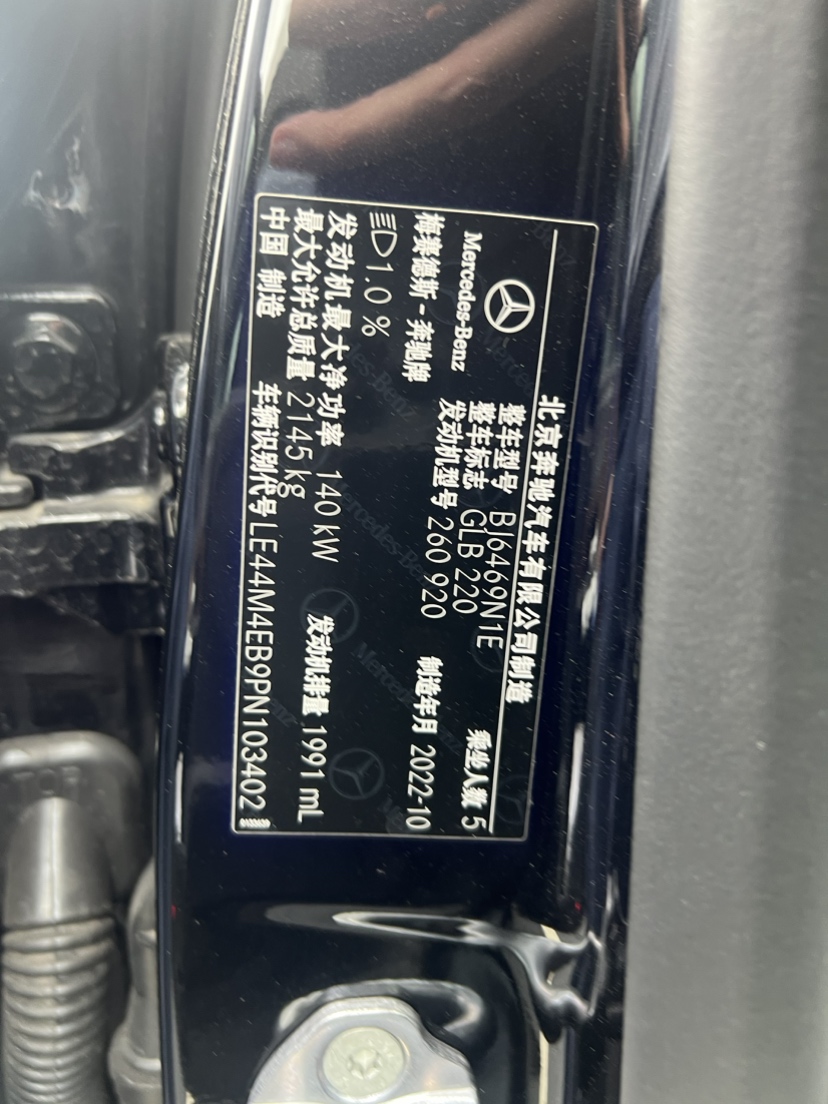 北京奔驰汽车有限公司制造
Mercedes-Benz
整车型号 BJ6469N1E
乘坐人数 5
整车标志 GLB 220
梅赛德斯-奔驰牌
发动机型号 260 920
制造年月 2022-10
1.0 %
发动机最大净功率 140 kW
发动机排量 1991 mL
最大允许总质量 2145 kg
中国 制造
车辆识别代号 LE44M4EB9PN103402
TOP